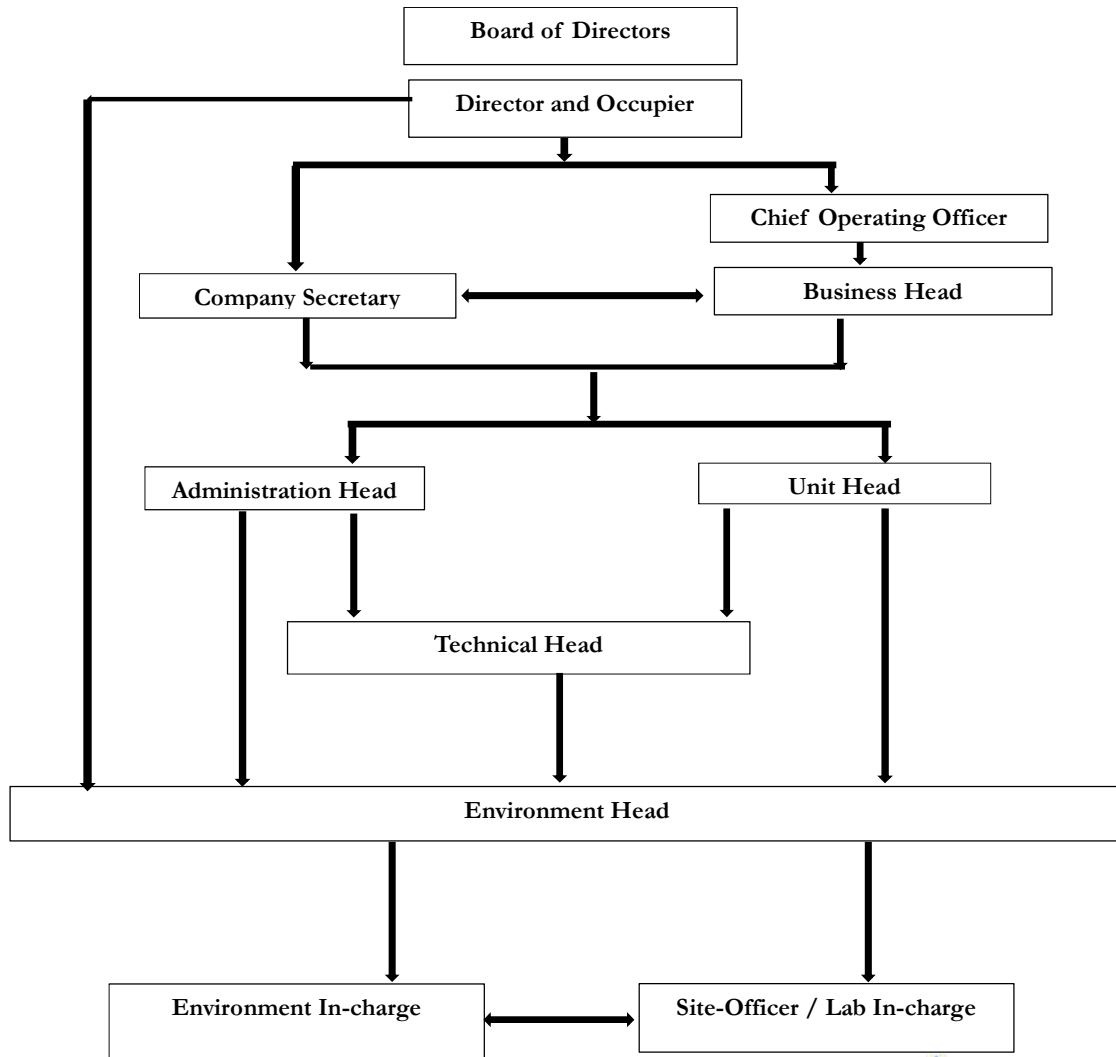 Board of Directors
Director and Occupier
Chief Operating Officer
Company Secretary
Business Head
Administration Head
Unit Head
Technical Head
Environment Head
Environment In-charge
Site-Officer / Lab In-charge